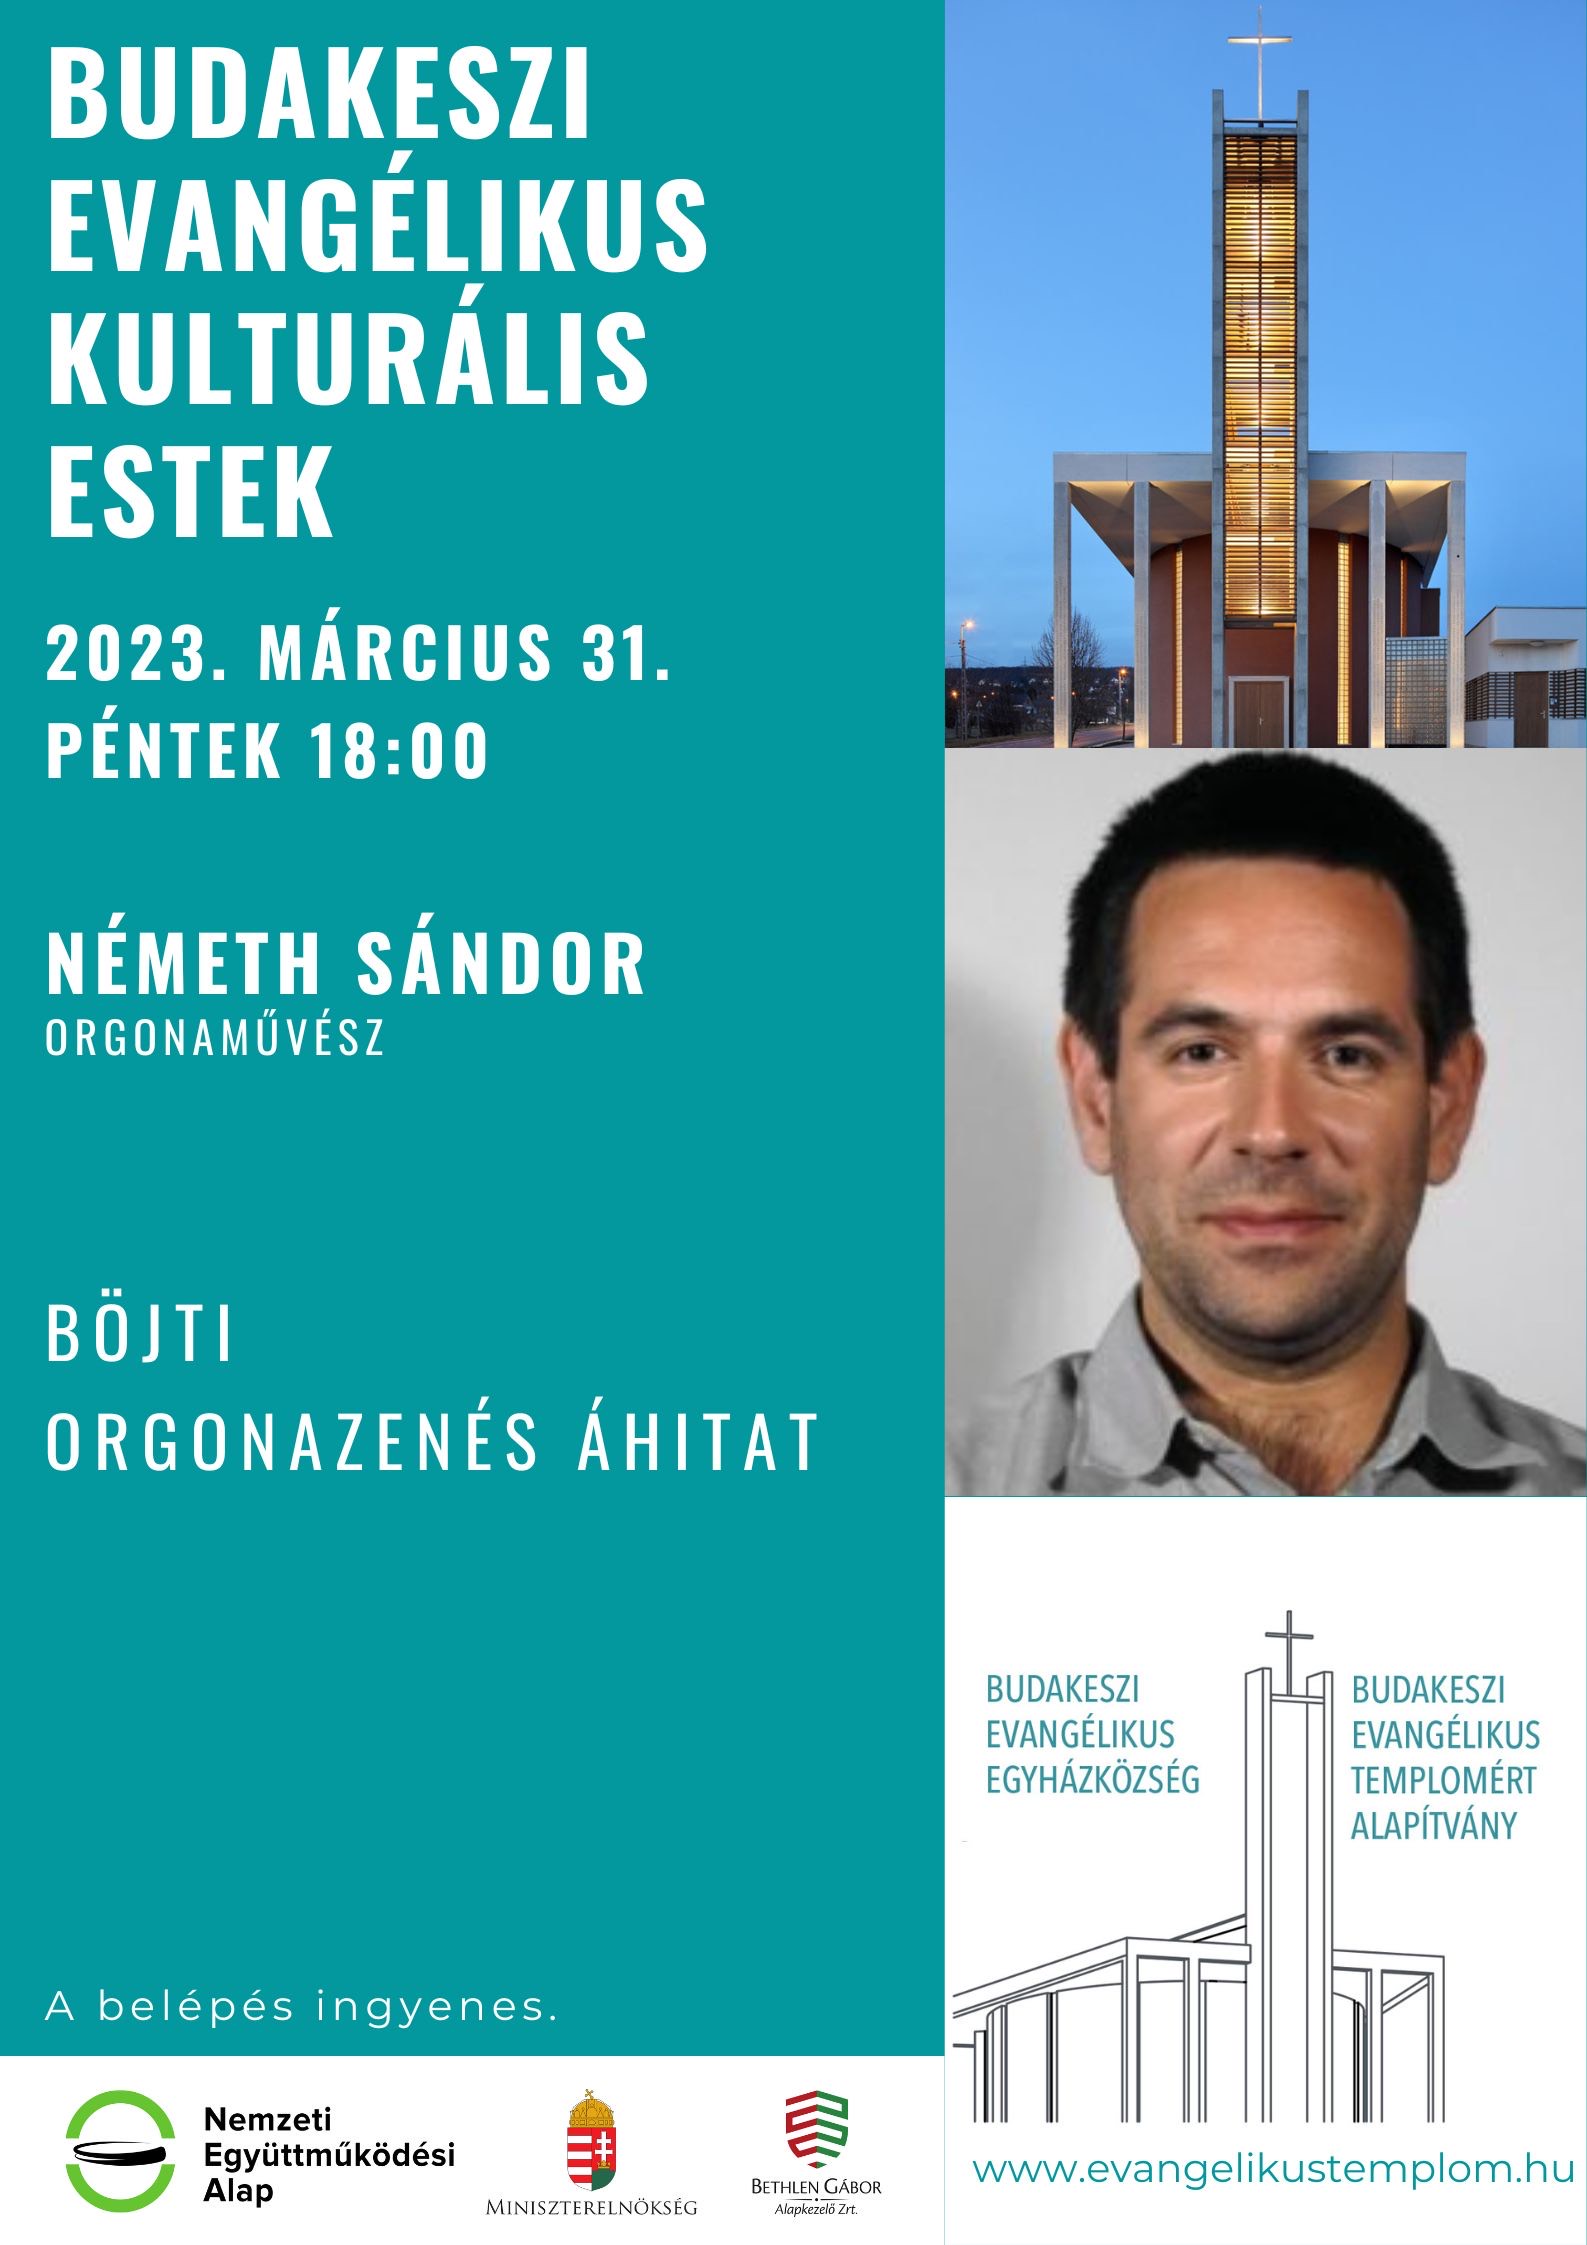 BUDAKESZI
EVANGÉLIKUS
KULTURÁLIS
ESTEK
2023. MÁRCIUS 31.
PÉNTEK 18:00
NÉMETH SÁNDOR
ORGONAMŰVÉSZ
BÖJTI
ORGONAZENÉS ÁHITAT
A belépés ingyenes.
Nemzeti
Együttműködési
Alap
MINISZTERELNÖKSÉG
BETHLEN GÁBOR
Alapkezelő Zrt.
BUDAKESZI
EVANGÉLIKUS
EGYHÁZKÖZSÉG
BUDAKESZI
EVANGÉLIKUS
TEMPLOMÉRT
ALAPÍTVÁNY
www.evangelikustemplom.hu